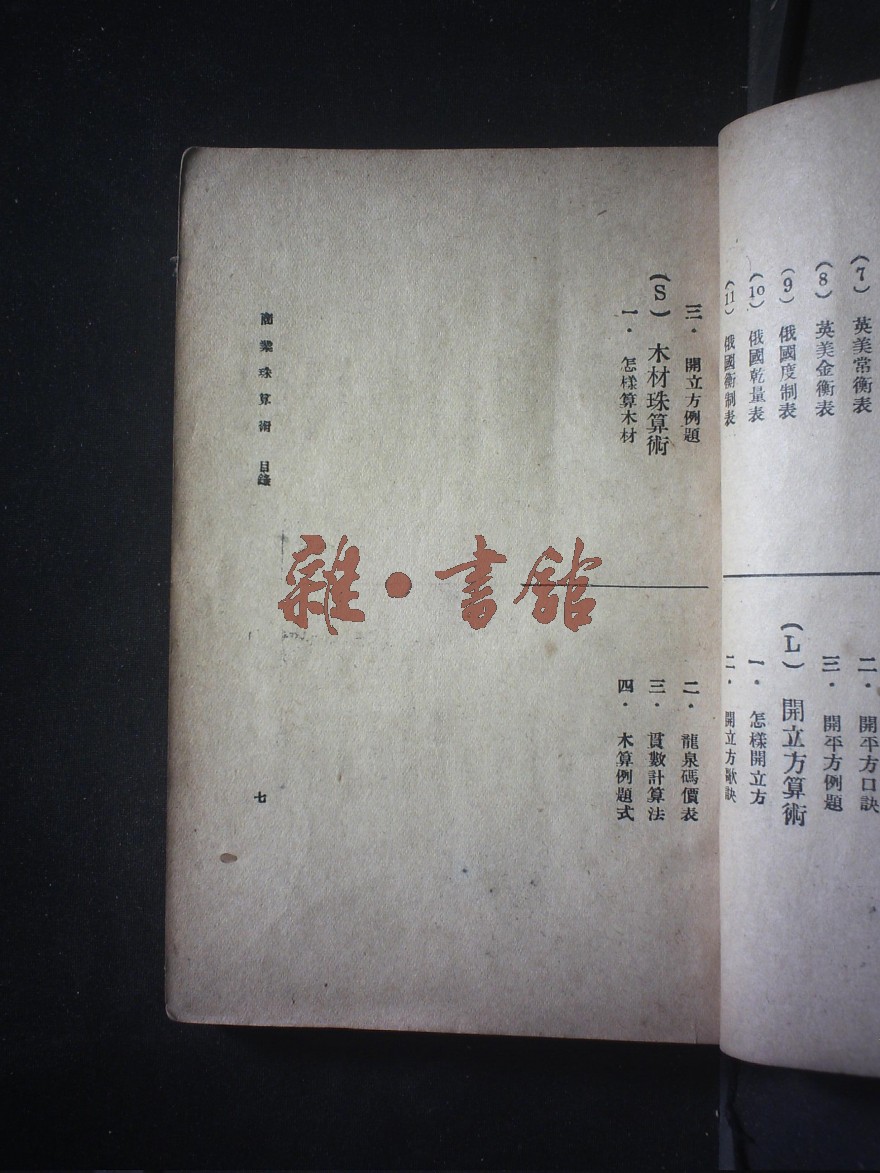 (7) 英美常衡表
(8) 英美金衡表
(9) 俄國度制表
(10) 俄國乾量表
(11) 俄國衡制表
二・ 開平方口訣
三・ 開平方例題
(L) 開立方算術
一・ 怎樣開立方
二・ 開立方歌訣
三・ 開立方例題
(S) 木材珠算術
一・ 怎樣算木材
二・ 龍泉碼價表
三・ 貫數計算法
四・ 木算例題式
商業珠算術 目錄
七
雜・書館